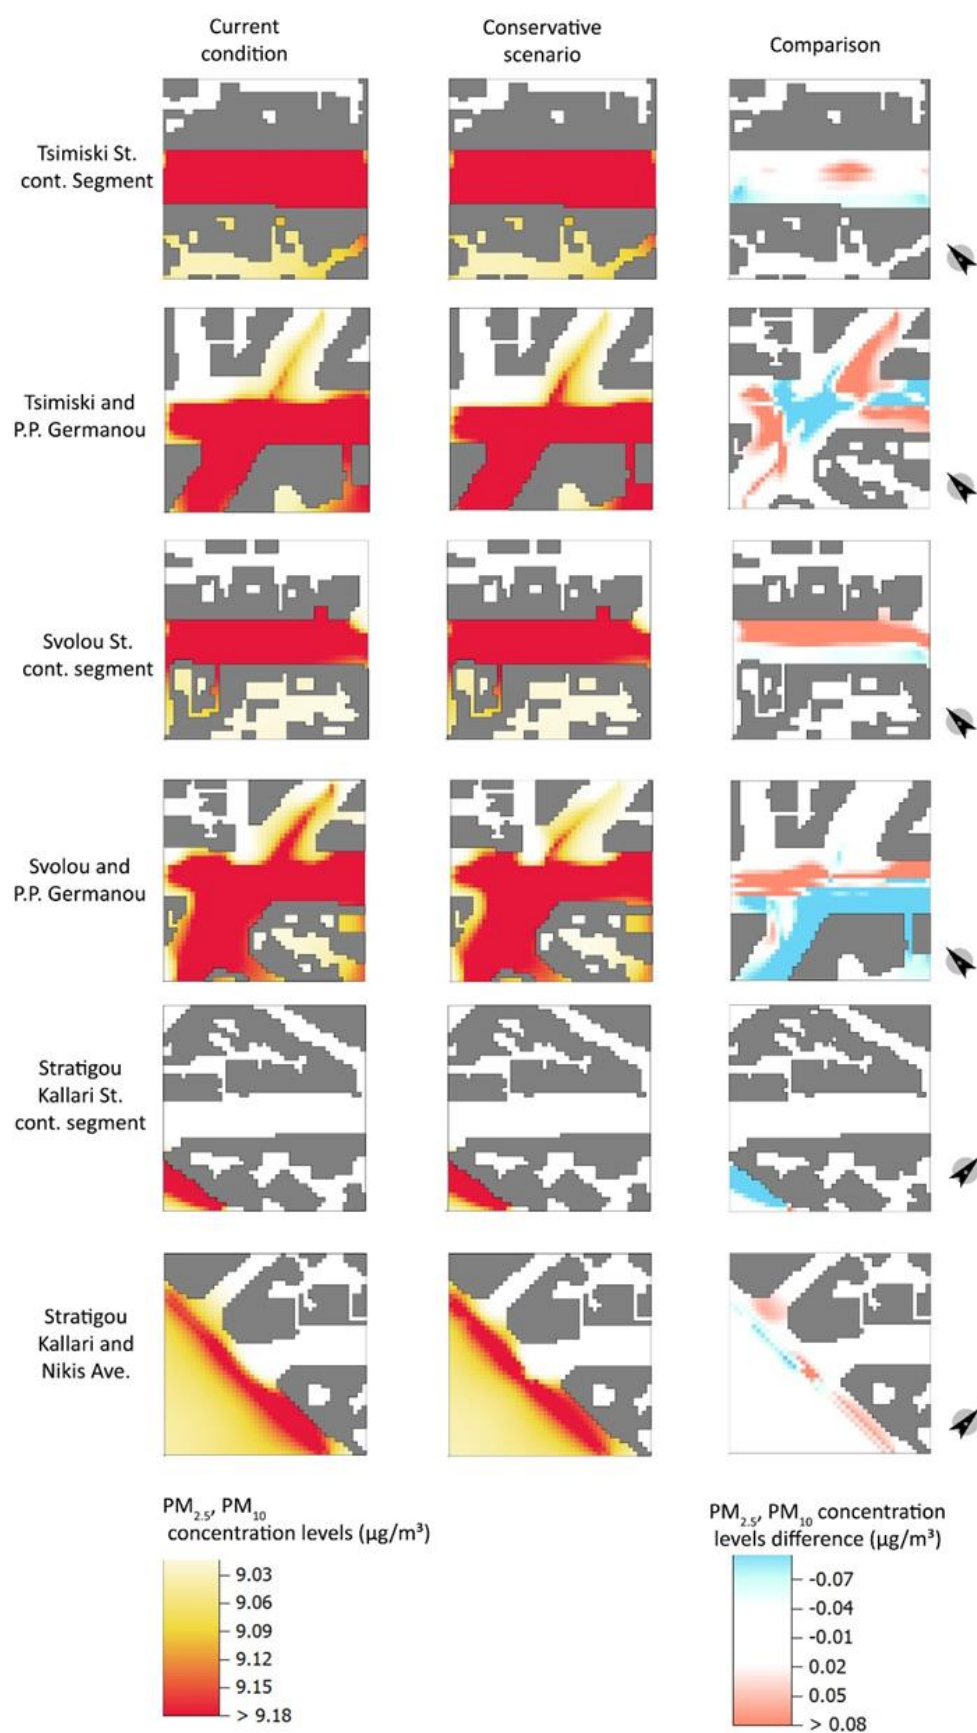 Current
condition
Conservative
scenario
Comparison
Tsimiski St.
cont. Segment
Tsimiski and
P.P. Germanou
Svolou St.
cont. segment
Svolou and
P.P. Germanou
Stratigou
Kallari St.
cont. segment
Stratigou
Kallari and
Nikis Ave.
PM2.5, PM10
concentration levels (µg/m³)
9.03
9.06
9.09
9.12
9.15
> 9.18
PM2.5, PM10 concentration
levels difference (µg/m³)
-0.07
-0.04
-0.01
0.02
0.05
> 0.08